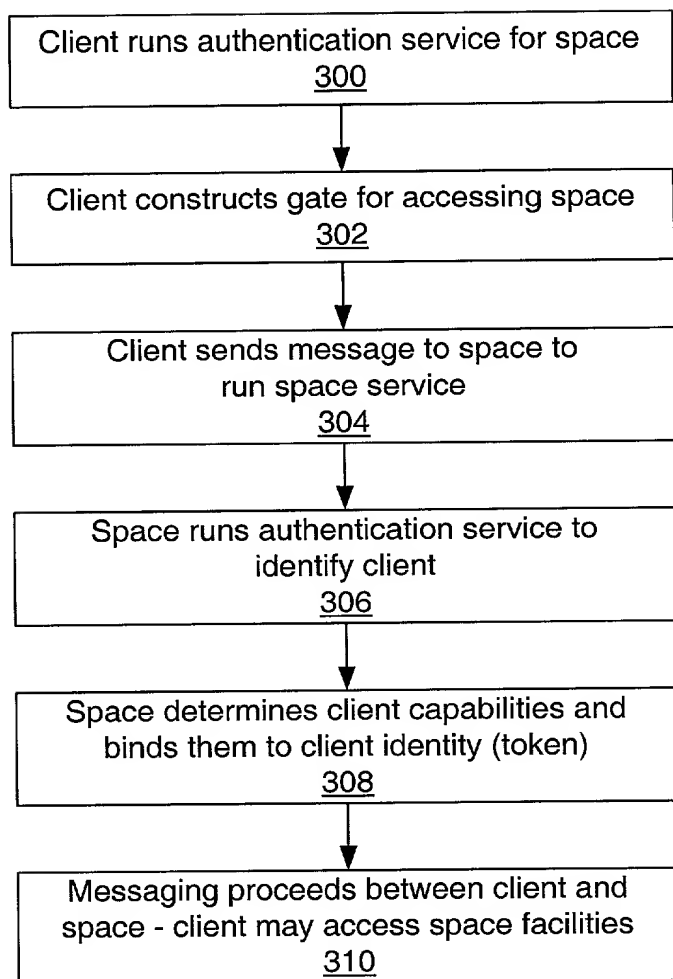 Client runs authentication service for space
300
Client constructs gate for accessing space
302
Client sends message to space to
run space service
304
Space runs authentication service to
identify client
306
Space determines client capabilities and
binds them to client identity (token)
308
Messaging proceeds between client and
space - client may access space facilities
310